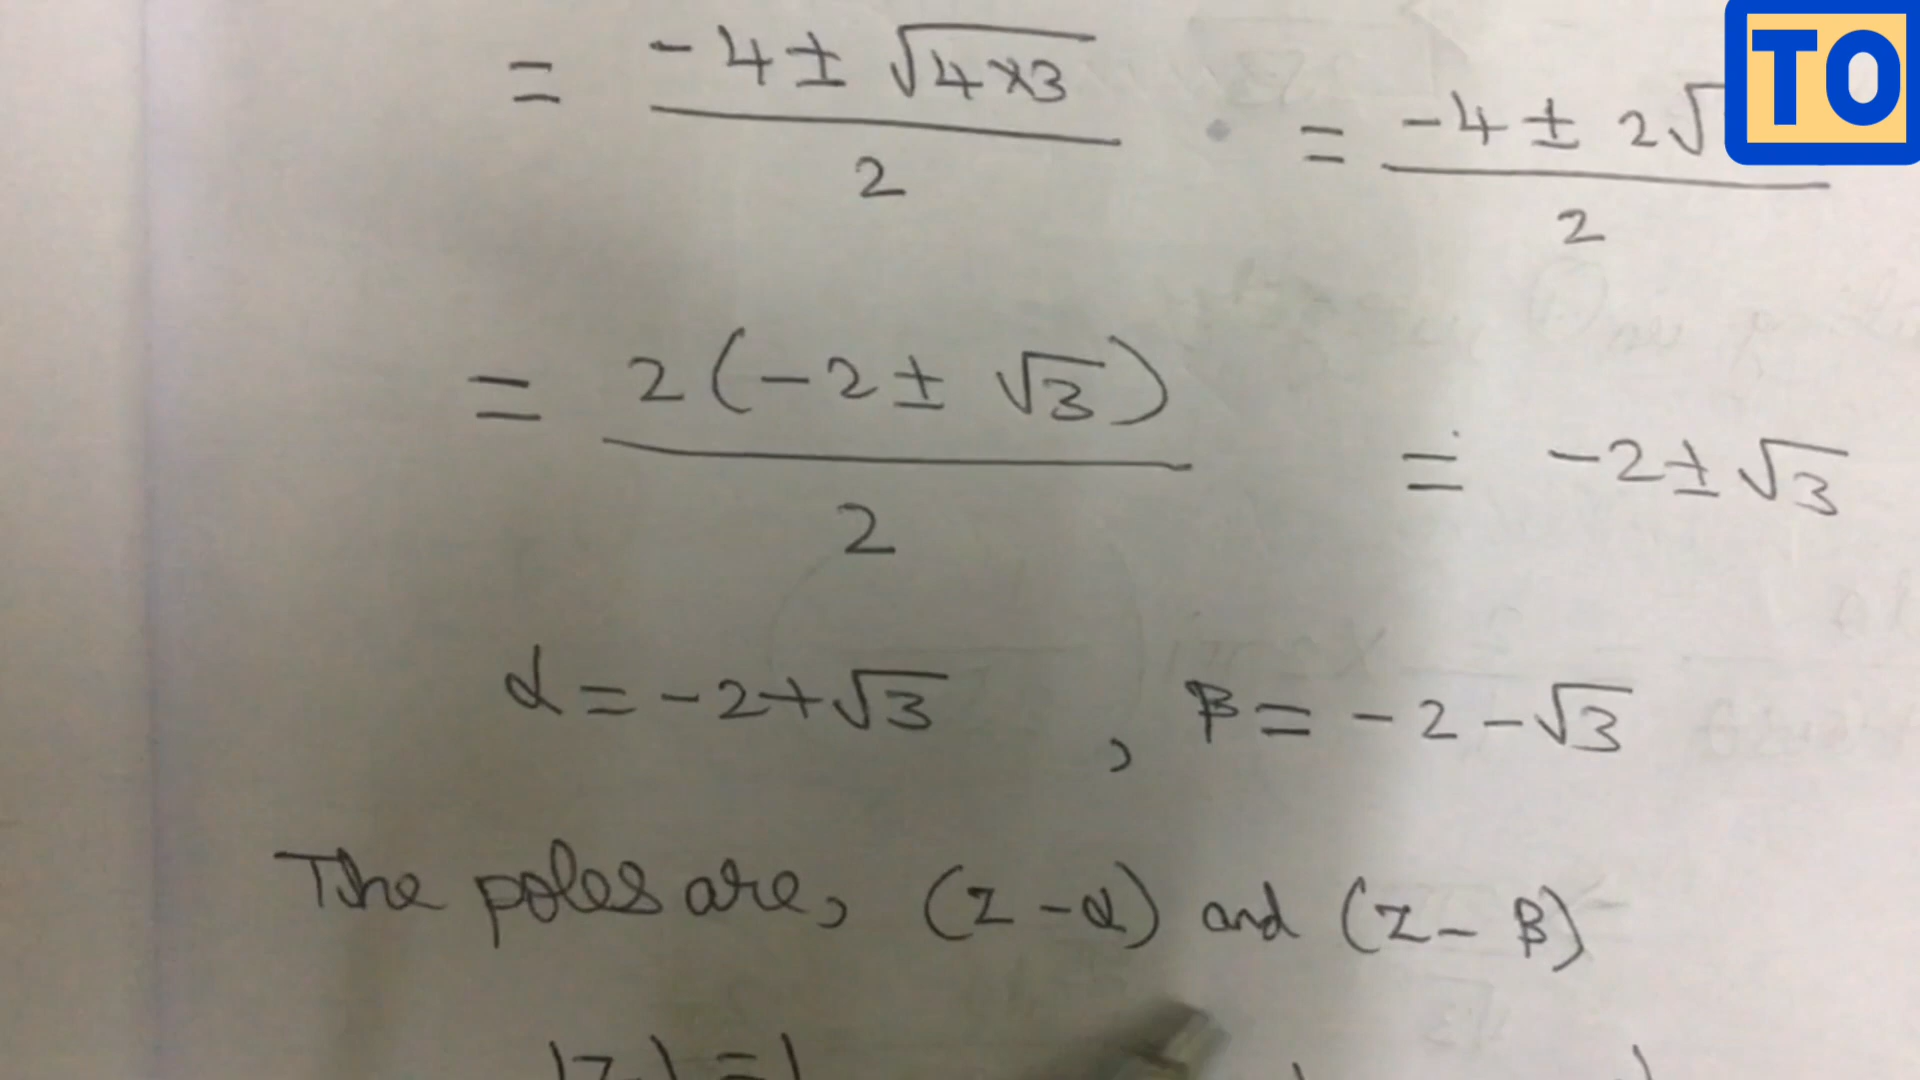 = (-4 ± √(4×3)) / 2 = (-4 ± 2√ / 2
TO
= 2(-2 ± √3) / 2 = -2 ± √3
α = -2+√3 , β = -2-√3
The poles are, (z-α) and (z-β)
|z|=1